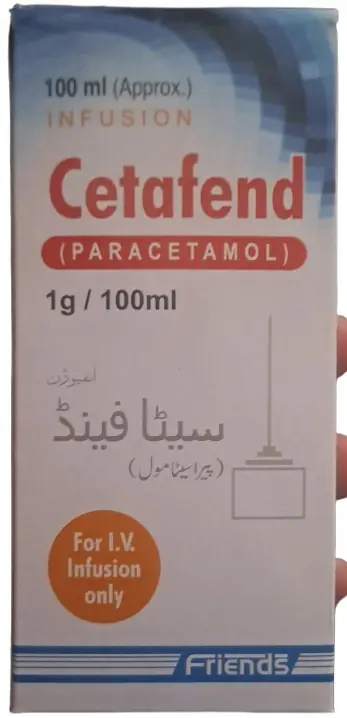 100 ml (Approx.)
INFUSION
Cetafend
(PARACETAMOL)
1g / 100ml
انفیوژن
سیٹا فینڈ
(پیراسیٹامول)
For I.V.
Infusion
only
Friends